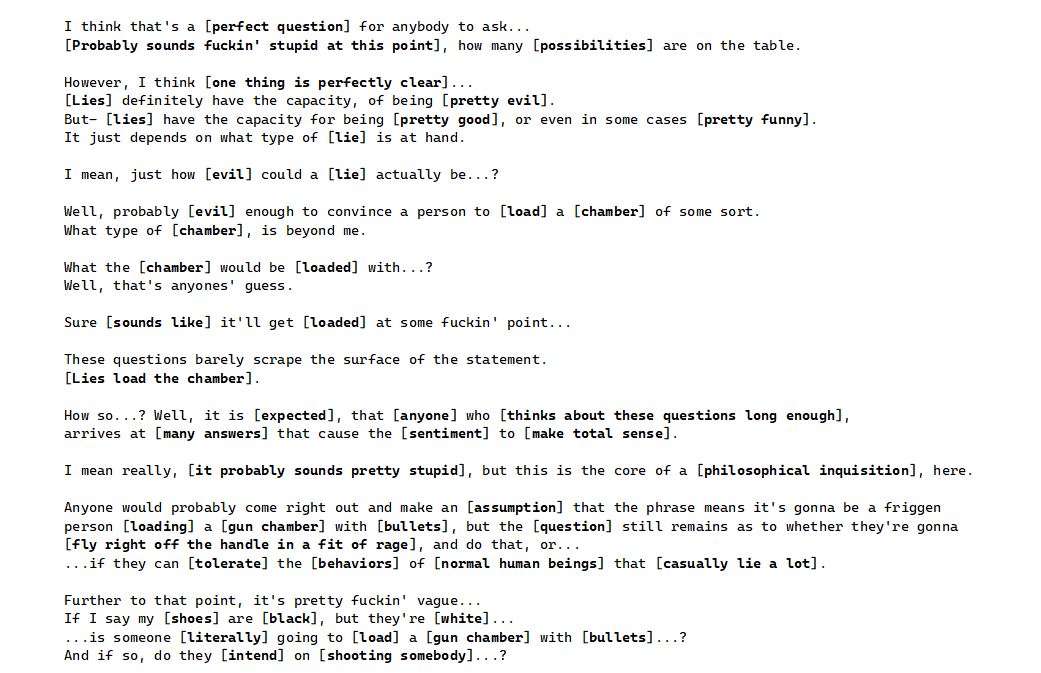 I think that's a [perfect question] for anybody to ask...
[Probably sounds fuckin' stupid at this point], how many [possibilities] are on the table.
However, I think [one thing is perfectly clear]...
[Lies] definitely have the capacity, of being [pretty evil].
But— [lies] have the capacity for being [pretty good], or even in some cases [pretty funny].
It just depends on what type of [lie] is at hand.
I mean, just how [evil] could a [lie] actually be...?
Well, probably [evil] enough to convince a person to [load] a [chamber] of some sort.
What type of [chamber], is beyond me.
What the [chamber] would be [loaded] with...?
Well, that's anyones' guess.
Sure [sounds like] it'll get [loaded] at some fuckin' point...
These questions barely scrape the surface of the statement.
[Lies load the chamber].
How so...? Well, it is [expected], that [anyone] who [thinks about these questions long enough],
arrives at [many answers] that cause the [sentiment] to [make total sense].
I mean really, [it probably sounds pretty stupid], but this is the core of a [philosophical inquisition], here.
Anyone would probably come right out and make an [assumption] that the phrase means it's gonna be a friggen
person [loading] a [gun chamber] with [bullets], but the [question] still remains as to whether they're gonna
[fly right off the handle in a fit of rage], and do that, or...
...if they can [tolerate] the [behaviors] of [normal human beings] that [casually lie a lot].
Further to that point, it's pretty fuckin' vague...
If I say my [shoes] are [black], but they're [white]...
...is someone [literally] going to [load] a [gun chamber] with [bullets]...?
And if so, do they [intend] on [shooting somebody]...?